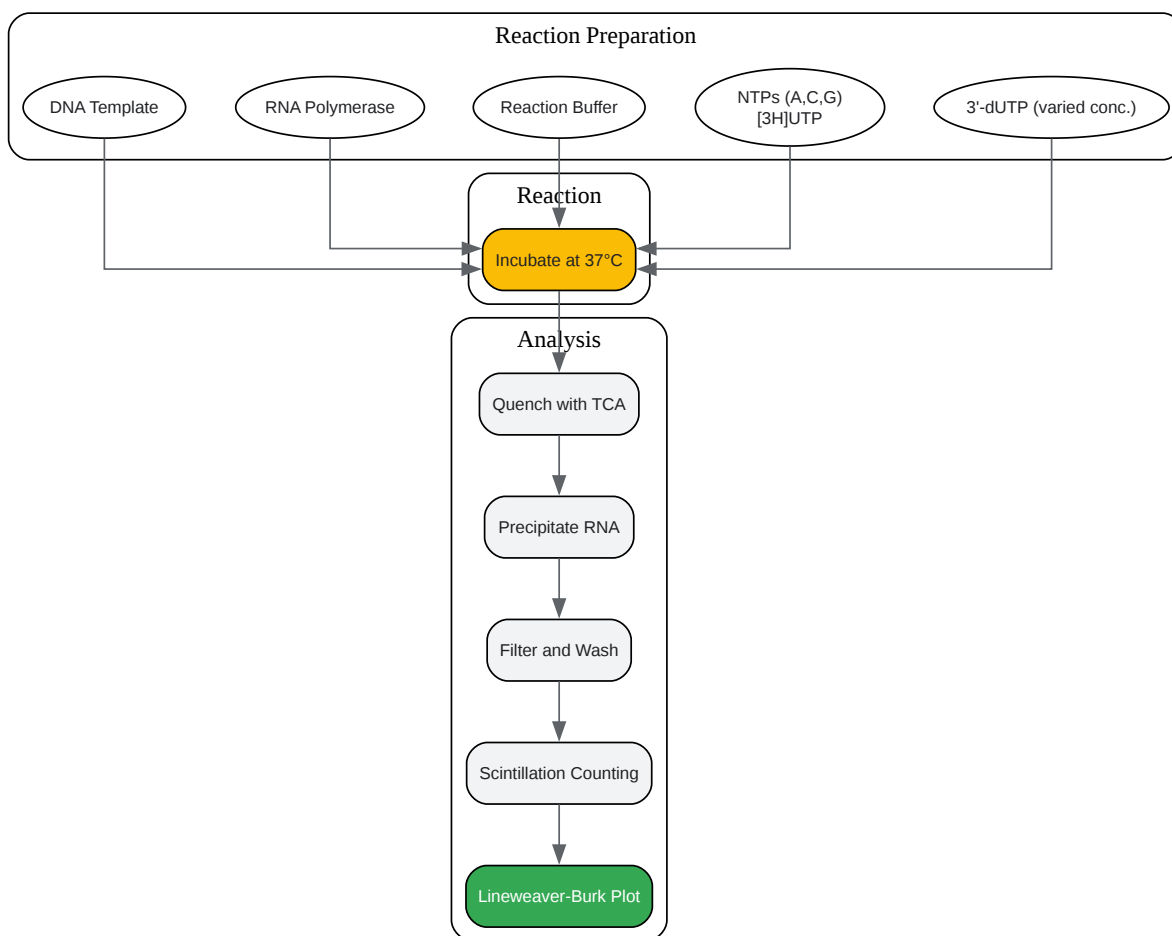 Reaction Preparation
DNA Template
RNA Polymerase
Reaction Buffer
NTPs (A,C,G)
[3H]UTP
3'-dUTP (varied conc.)
Reaction
Incubate at 37°C
Analysis
Quench with TCA
Precipitate RNA
Filter and Wash
Scintillation Counting
Lineweaver-Burk Plot